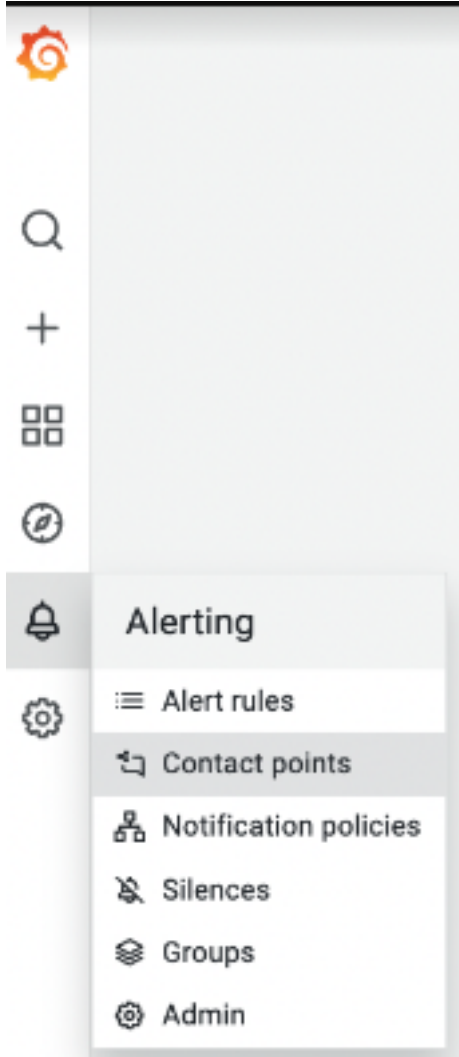 Alerting
Alert rules
Contact points
Notification policies
Silences
Groups
Admin